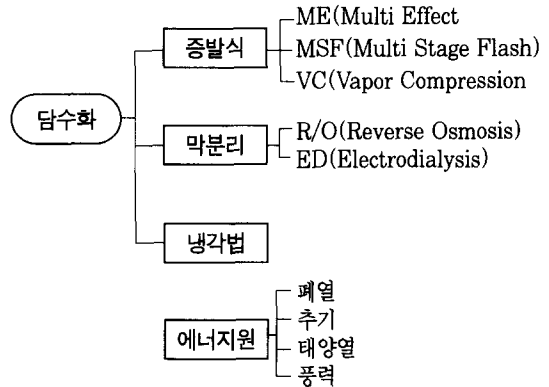 증발식
ME(Multi Effect
MSF(Multi Stage Flash)
VC(Vapor Compression
담수화
막분리
R/O(Reverse Osmosis)
ED(Electrodialysis)
냉각법
에너지원
폐열
추기
태양열
풍력